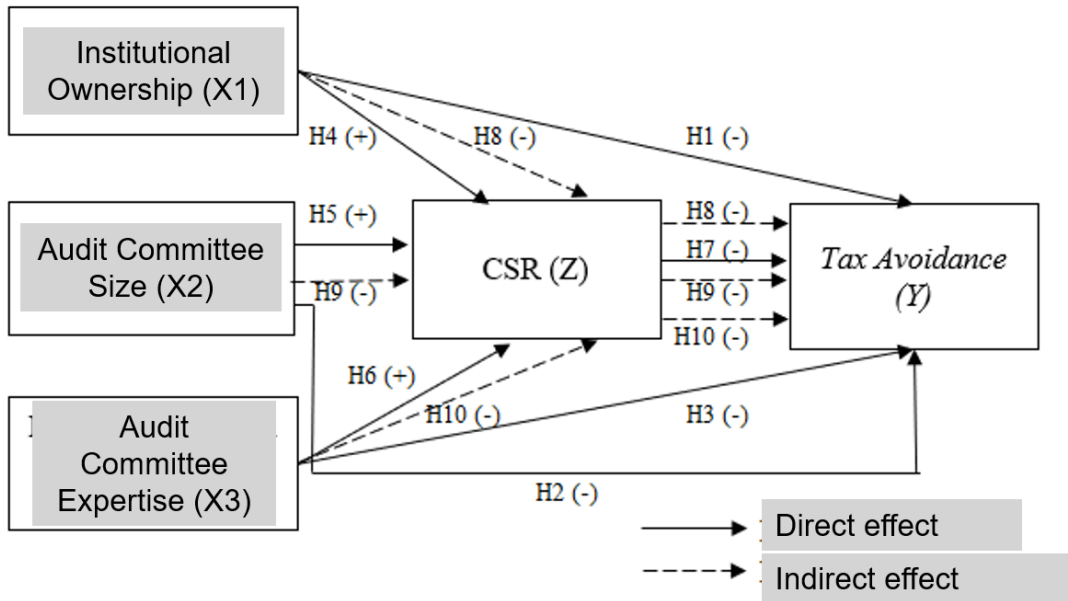 Institutional
Ownership (X1)
H4 (+)
H8 (-)
H1 (-)
H5 (+)
Audit Committee
Size (X2)
H9 (-)
CSR (Z)
H8 (-)
H7 (-)
H9 (-)
H10 (-)
Tax Avoidance
(Y)
H6 (+)
H10 (-)
H3 (-)
Audit
Committee
Expertise (X3)
H2 (-)
Direct effect
Indirect effect